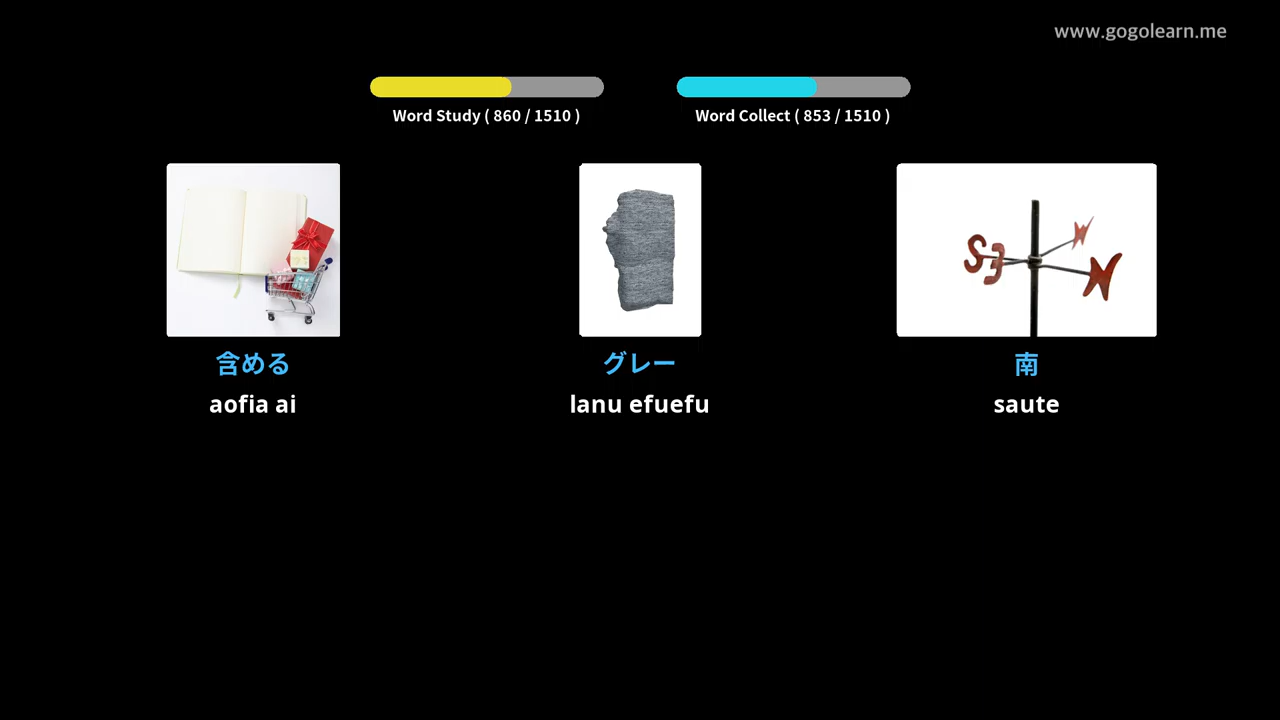 www.gogolearn.me
Word Study ( 860 / 1510 )
Word Collect ( 853 / 1510 )
S E N
含める
グレー
南
aofia ai
lanu efuefu
saute